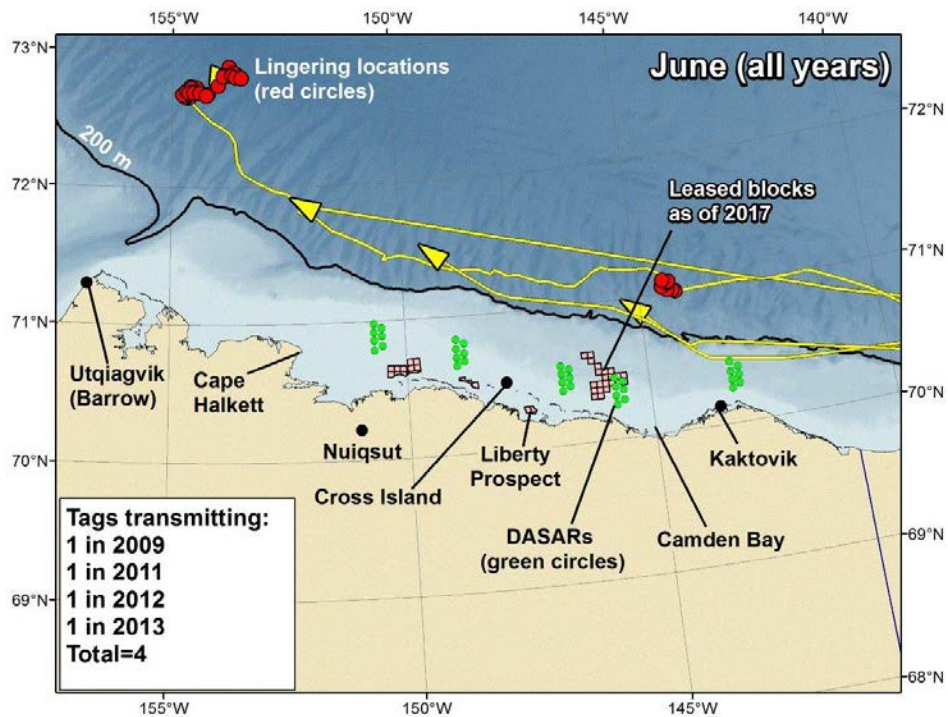 155°W
150°W
145°W
140°W
73°N
June (all years)
Lingering locations
(red circles)
72°N
200 m
72°N
Leased blocks
as of 2017
71°N
71°N
Utqiagvik
(Barrow)
Cape
Halkett
70°N
Nuiqsut
Liberty
Prospect
Kaktovik
70°N
Cross Island
DASARs
(green circles)
Camden Bay
69°N
Tags transmitting:
1 in 2009
1 in 2011
1 in 2012
1 in 2013
Total=4
69°N
68°N
155°W
150°W
145°W